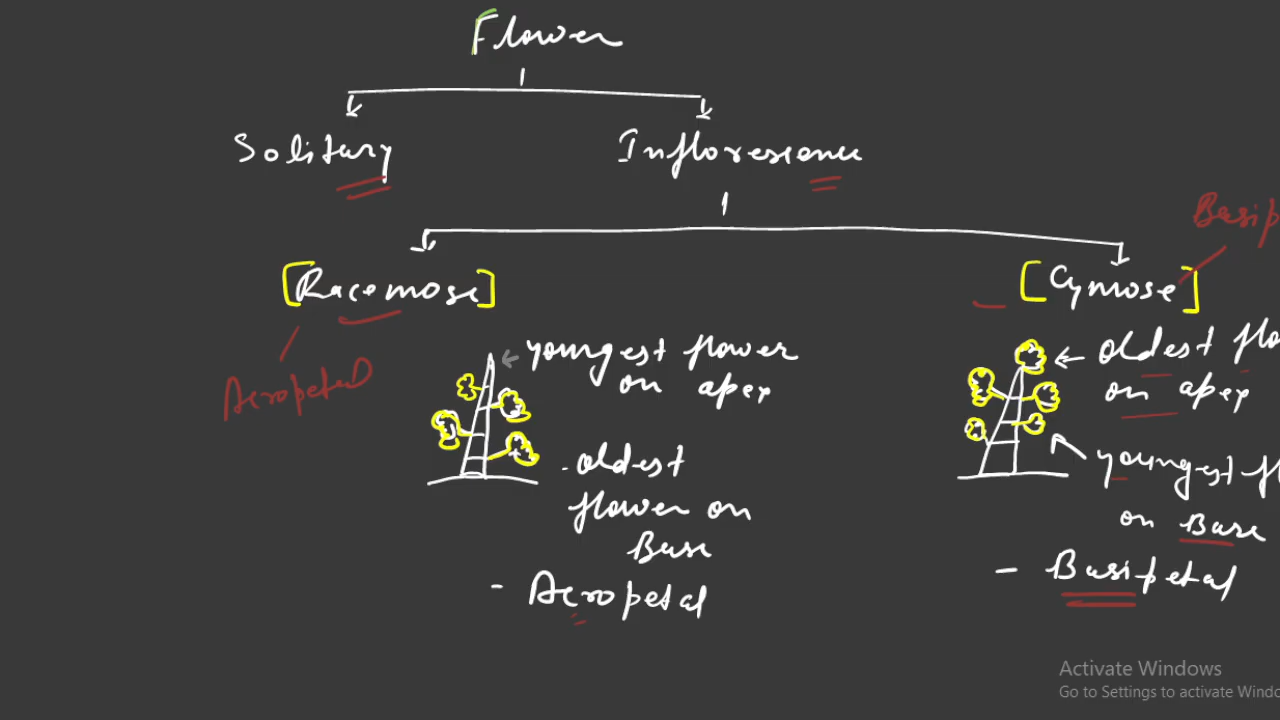 Flower
Solitary
Inflorescence
Basip
[Racemose]
[Cymose]
Acropetal
youngest flower
on apex
oldest flo
on apex
oldest
flower on
Base
youngest fl
on Base
- Acropetal
- Basipetal
Activate Windows
Go to Settings to activate Windo